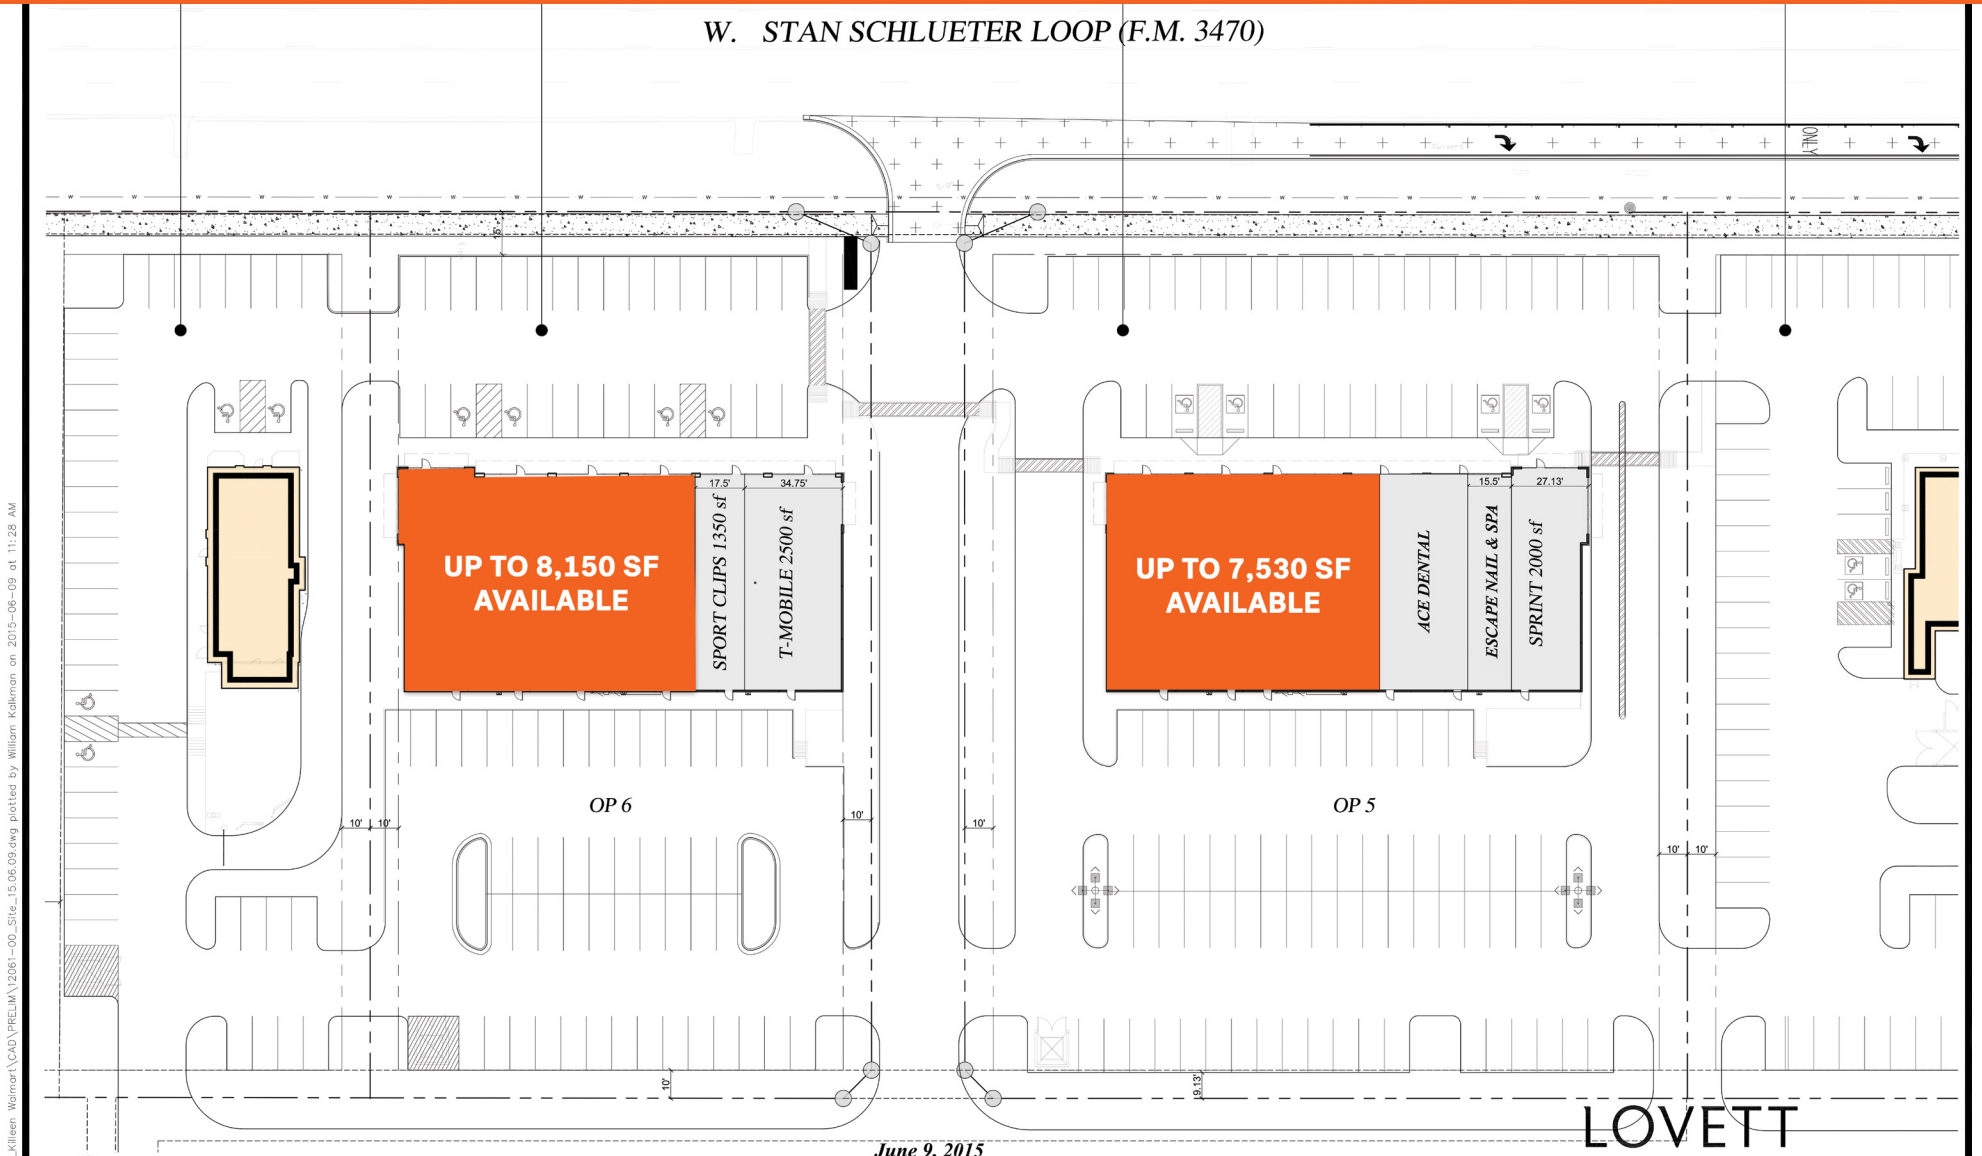 W. STAN SCHLUETER LOOP (F.M. 3470)
ONLY
Culvert
15'
17.5'
34.75'
15.5'
27.13'
UP TO 8,150 SF
AVAILABLE
SPORT CLIPS 1350 sf
T-MOBILE 2500 sf
UP TO 7,530 SF
AVAILABLE
ACE DENTAL
ESCAPE NAIL & SPA
SPRINT 2000 sf
OP 6
OP 5
10'
10'
10'
10'
10'
10'
10'
9.13'
LOVETT
June 9, 2015
_Killeen Walmart\CAD\PRELIM\12061-00_Site_15.06.09.dwg plotted by William Kalkman on 2015-06-09 at 11:28 AM